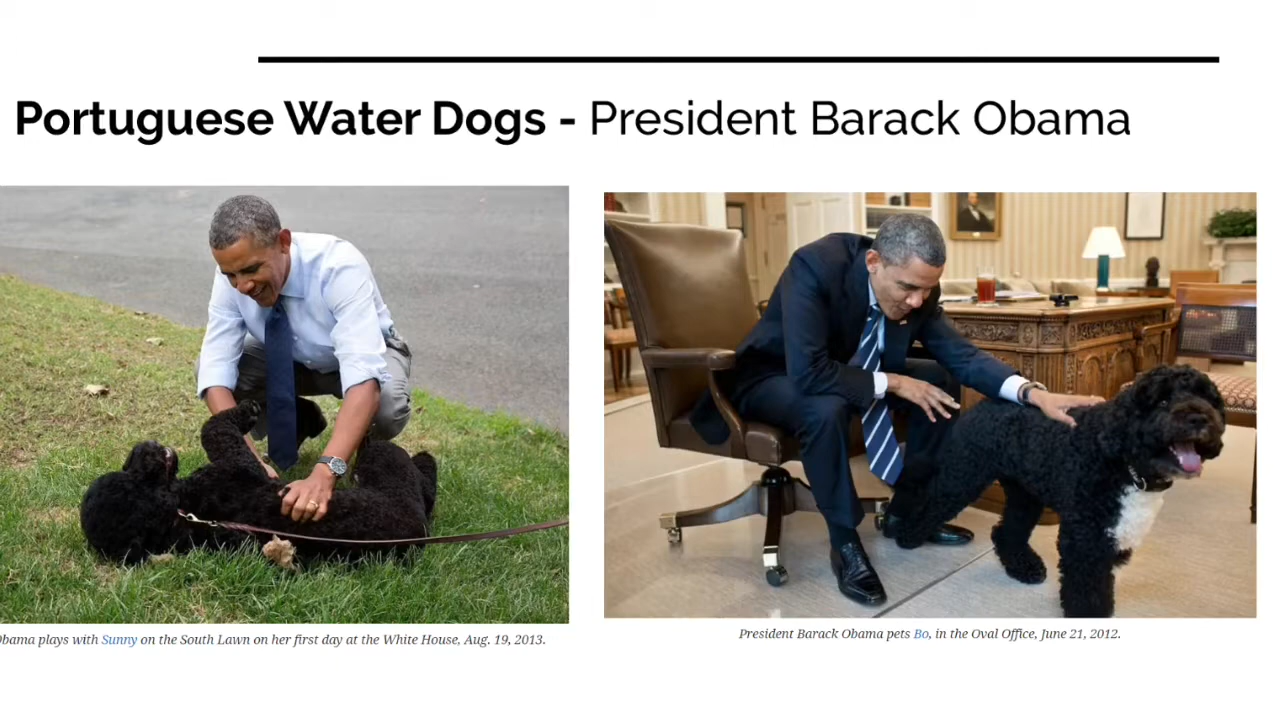 Portuguese Water Dogs - President Barack Obama
bama plays with Sunny on the South Lawn on her first day at the White House, Aug. 19, 2013.
President Barack Obama pets Bo, in the Oval Office, June 21, 2012.